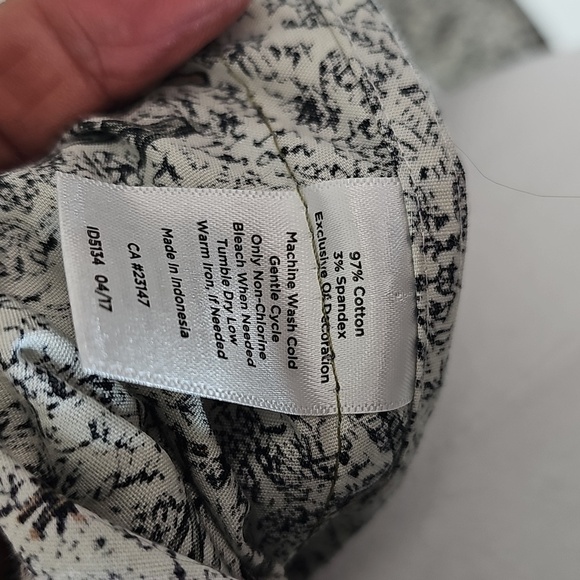 97% Cotton
3% Spandex
Exclusive Of Decoration
Machine Wash Cold
Gentle Cycle
Only Non-Chlorine
Bleach When Needed
Tumble Dry Low
Warm Iron, If Needed
Made In Indonesia
CA #23147
ID5134 04/17